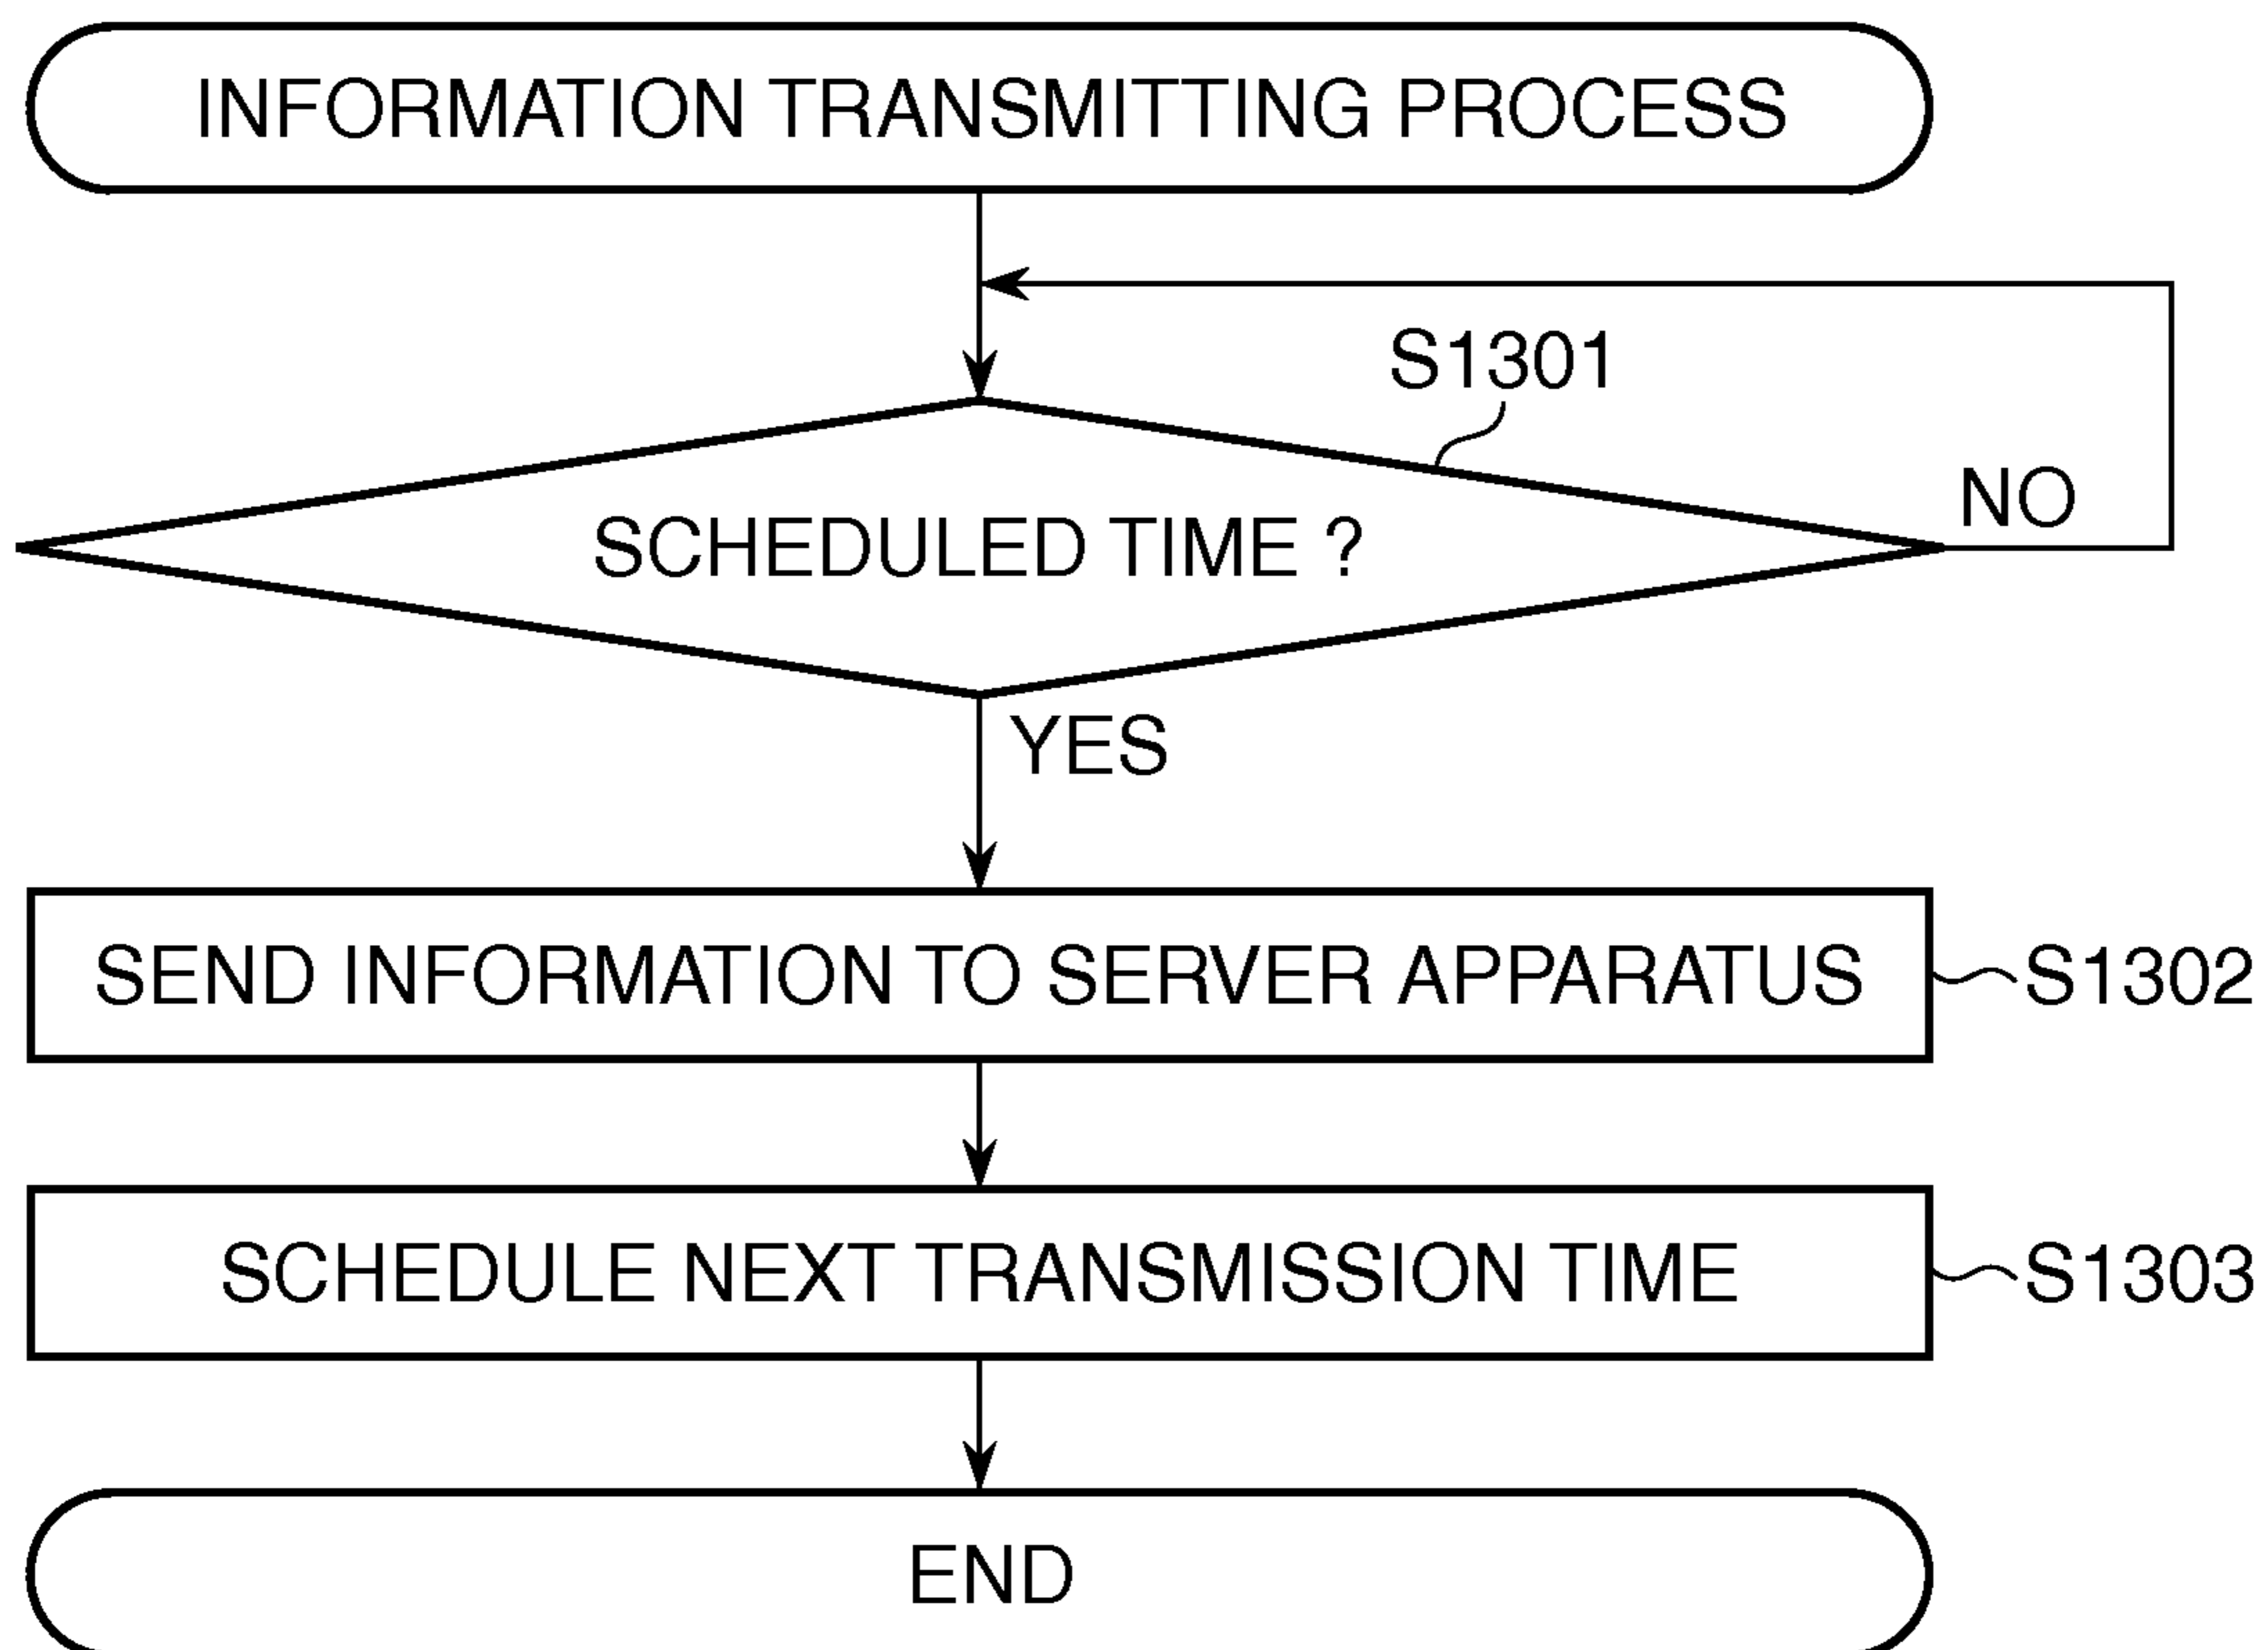 INFORMATION TRANSMITTING PROCESS
S1301
NO
SCHEDULED TIME ?
YES
SEND INFORMATION TO SERVER APPARATUS
S1302
SCHEDULE NEXT TRANSMISSION TIME
S1303
END